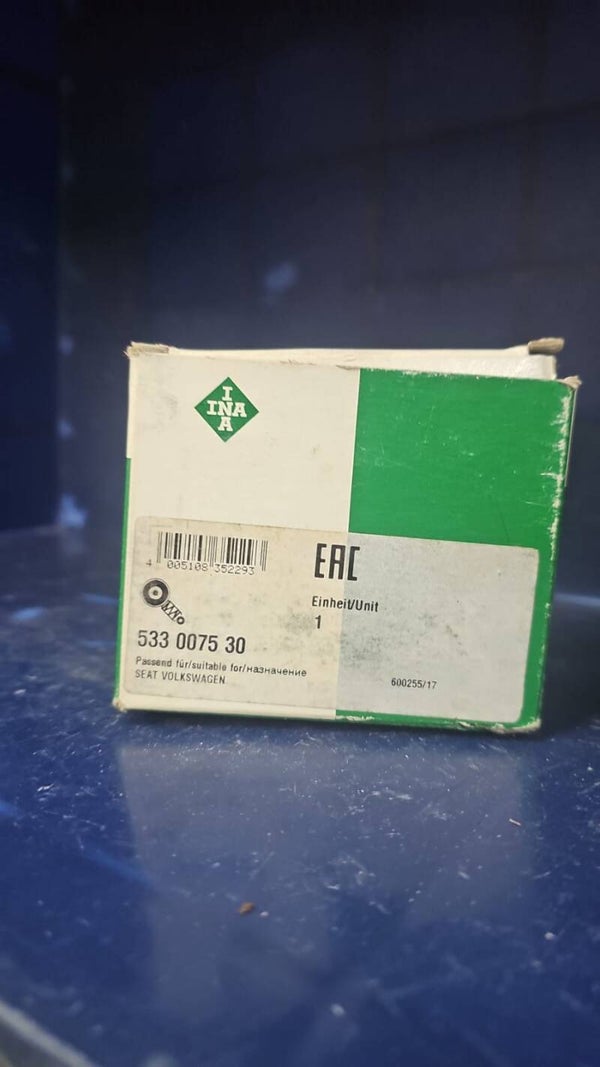 I
INA
A
4 005108 352293
EAC
Einheit/Unit
1
533 0075 30
Passend für/suitable for/назначение
SEAT VOLKSWAGEN
600255/17